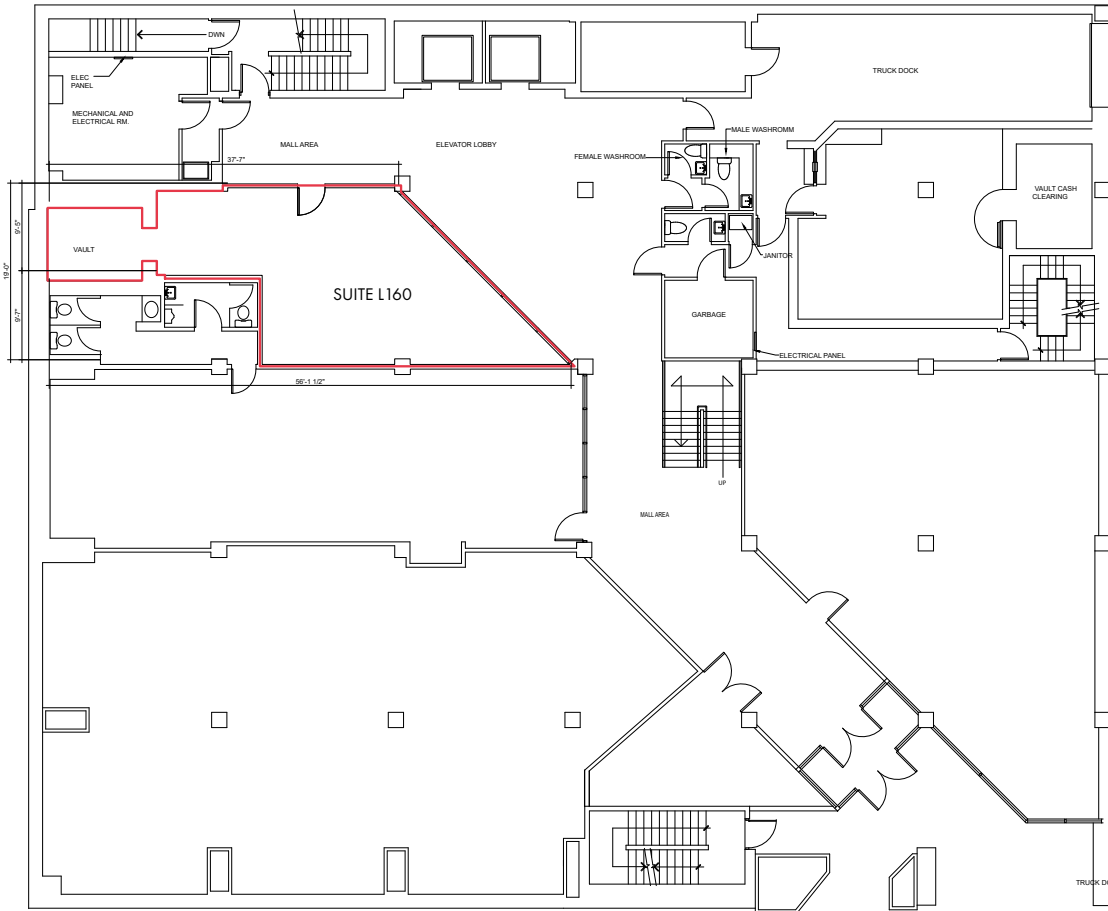 DWN
ELEC
PANEL
TRUCK DOCK
MECHANICAL AND
ELECTRICAL RM.
MALE WASHROMM
MALL AREA
ELEVATOR LOBBY
FEMALE WASHROOM
37'-7"
VAULT CASH
CLEARING
9'-5"
VAULT
JANITOR
19'-0"
SUITE L160
9'-7"
GARBAGE
ELECTRICAL PANEL
56'-1 1/2"
UP
MALL AREA
TRUCK DO